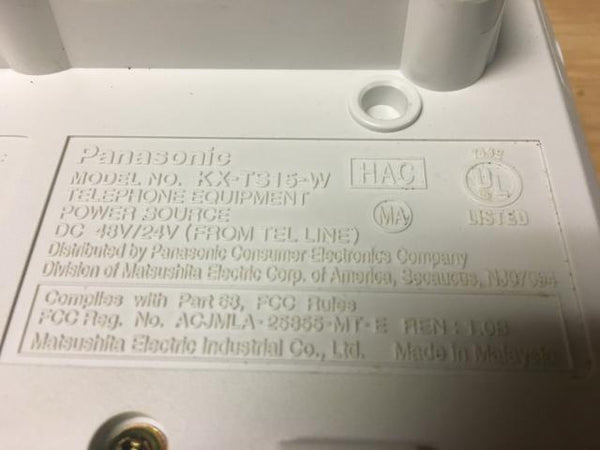 Panasonic
MODEL NO. KX-TS15-W
TELEPHONE EQUIPMENT
POWER SOURCE
DC 48V/24V (FROM TEL LINE)
Distributed by Panasonic Consumer Electronics Company
Division of Matsushita Electric Corp. of America, Secaucus, NJ07094
HAC
MA
UL
LISTED
Complies with Part 68, FCC Rules
FCC Reg. No. ACJMLA-25855-MT-E REN : 1.0B
Matsushita Electric Industrial Co., Ltd. Made in Malaysia